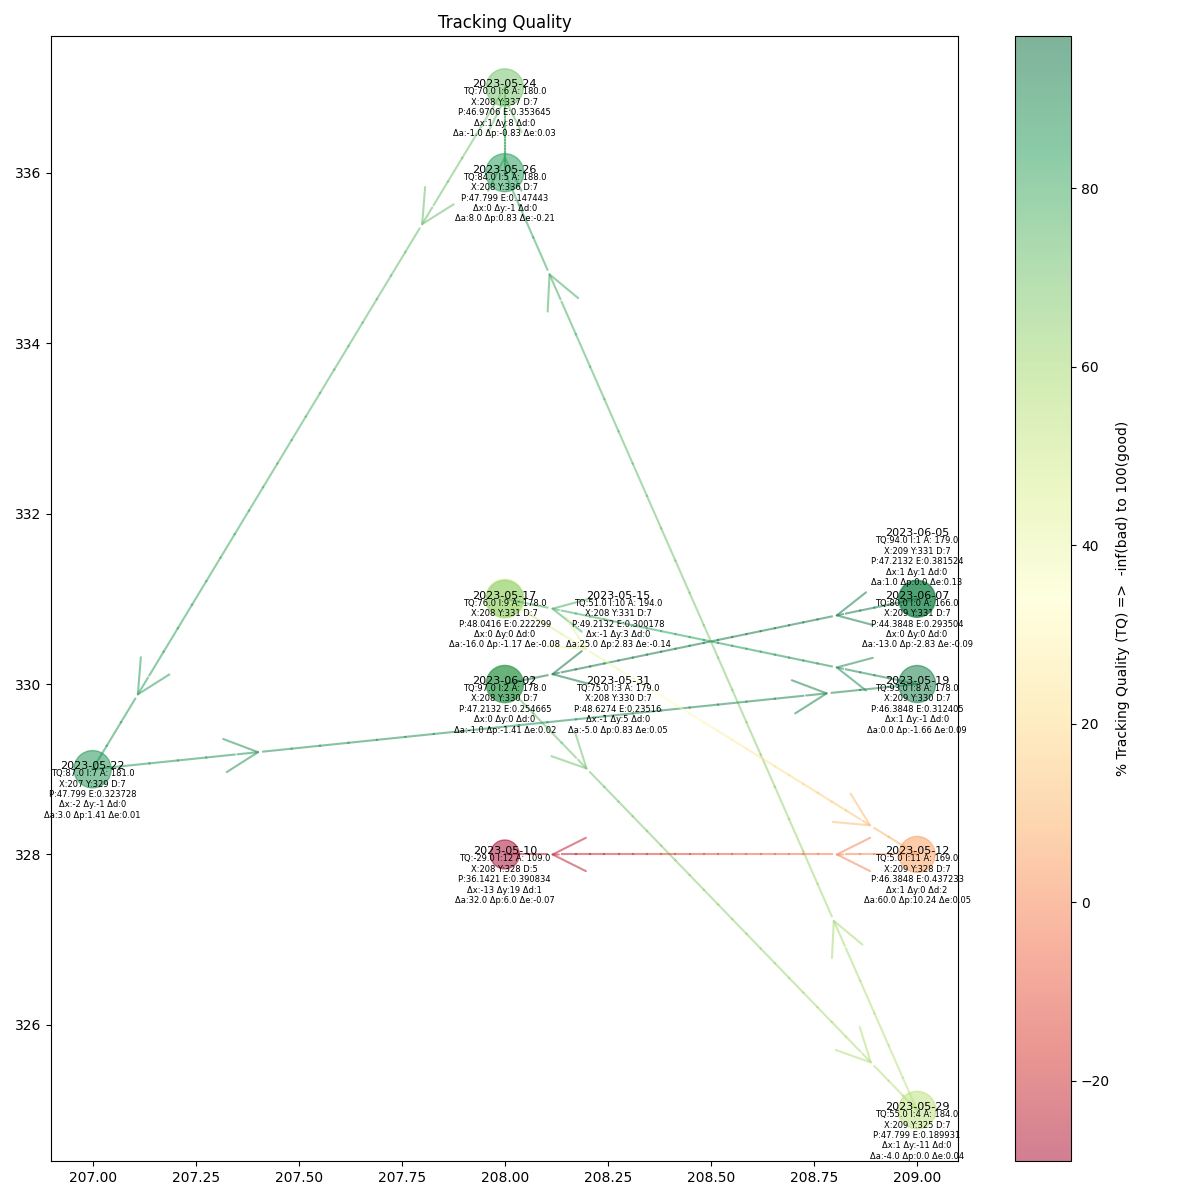 Tracking Quality
2023-05-24
TQ:70.0 I:6 A: 180.0
X:208 Y:337 D:7
P:46.9706 E:0.353645
Δx:1 Δy:8 Δd:0
Δa:-1.0 Δp:-0.83 Δe:0.03
2023-05-26
TQ:84.0 I:5 A: 188.0
X:208 Y:336 D:7
P:47.799 E:0.147443
Δx:0 Δy:-1 Δd:0
Δa:8.0 Δp:0.83 Δe:-0.21
2023-06-05
TQ:94.0 I:1 A: 179.0
X:209 Y:331 D:7
P:47.2132 E:0.381524
Δx:1 Δy:1 Δd:0
Δa:1.0 Δp:0.0 Δe:0.13
2023-06-07
TQ:80.0 I:0 A: 166.0
X:209 Y:331 D:7
P:44.3848 E:0.293504
Δx:0 Δy:0 Δd:0
Δa:-13.0 Δp:-2.83 Δe:-0.09
2023-05-17
TQ:76.0 I:9 A: 178.0
X:208 Y:331 D:7
P:48.0416 E:0.222299
Δx:0 Δy:0 Δd:0
Δa:-16.0 Δp:-1.17 Δe:-0.08
2023-05-15
TQ:51.0 I:10 A: 194.0
X:208 Y:331 D:7
P:49.2132 E:0.300178
Δx:-1 Δy:3 Δd:0
Δa:25.0 Δp:2.83 Δe:-0.14
2023-06-02
TQ:97.0 I:2 A: 178.0
X:208 Y:330 D:7
P:47.2132 E:0.254665
Δx:0 Δy:0 Δd:0
Δa:-1.0 Δp:-1.41 Δe:0.02
2023-05-31
TQ:75.0 I:3 A: 179.0
X:208 Y:330 D:7
P:48.6274 E:0.23516
Δx:-1 Δy:5 Δd:0
Δa:-5.0 Δp:0.83 Δe:0.05
2023-05-19
TQ:93.0 I:8 A: 178.0
X:209 Y:330 D:7
P:46.3848 E:0.312405
Δx:1 Δy:-1 Δd:0
Δa:0.0 Δp:-1.66 Δe:0.09
2023-05-22
TQ:87.0 I:7 A: 181.0
X:207 Y:329 D:7
P:47.799 E:0.323728
Δx:-2 Δy:-1 Δd:0
Δa:3.0 Δp:1.41 Δe:0.01
2023-05-10
TQ:-29.0 I:12 A: 109.0
X:208 Y:328 D:5
P:36.1421 E:0.390834
Δx:-13 Δy:19 Δd:1
Δa:32.0 Δp:6.0 Δe:-0.07
2023-05-12
TQ:5.0 I:11 A: 169.0
X:209 Y:328 D:7
P:46.3848 E:0.437233
Δx:1 Δy:0 Δd:2
Δa:60.0 Δp:10.24 Δe:0.05
2023-05-29
TQ:55.0 I:4 A: 184.0
X:209 Y:325 D:7
P:47.799 E:0.189931
Δx:1 Δy:-11 Δd:0
Δa:-4.0 Δp:0.0 Δe:0.04
336
334
332
330
328
326
207.00 207.25 207.50 207.75 208.00 208.25 208.50 208.75 209.00
80
60
40
20
0
−20
% Tracking Quality (TQ) => -inf(bad) to 100(good)